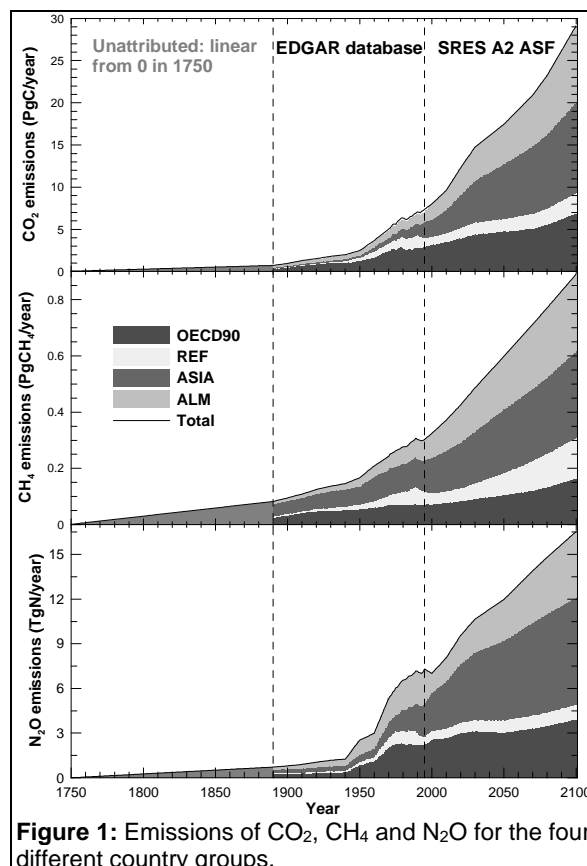 Unattributed: linear
from 0 in 1750
EDGAR database
SRES A2 ASF
30
25
20
15
10
5
0
CO₂ emissions (PgC/year)
0.8
0.6
0.4
0.2
0
CH₄ emissions (PgCH₄/year)
OECD90
REF
ASIA
ALM
Total
15
12
9
6
3
0
N₂O emissions (TgN/year)
1750 1800 1850 1900 1950 2000 2050 2100
Year
Figure 1: Emissions of CO₂, CH₄ and N₂O for the four
different country groups.